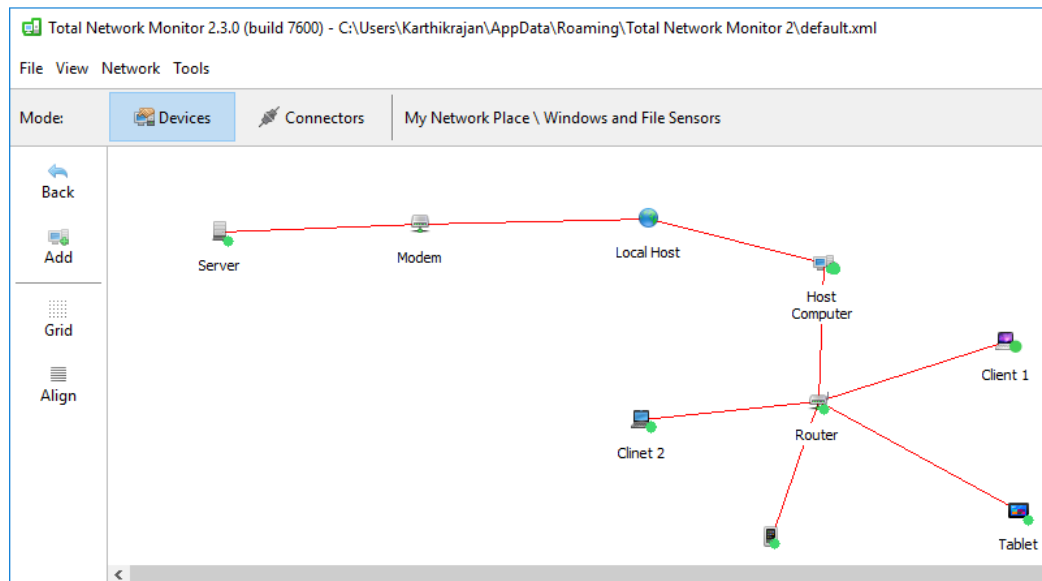 Total Network Monitor 2.3.0 (build 7600) - C:\Users\Karthikrajan\AppData\Roaming\Total Network Monitor 2\default.xml
File View Network Tools
Mode: Devices Connectors My Network Place \ Windows and File Sensors
Back
Add
Grid
Align
Server
Modem
Local Host
Host
Computer
Client 1
Router
Clinet 2
Tablet